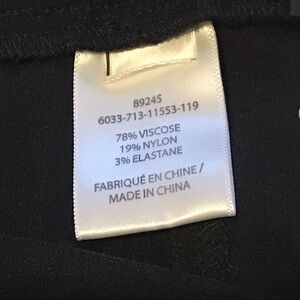 89245
6033-713-11553-119
78% VISCOSE
19% NYLON
3% ELASTANE
FABRIQUÉ EN CHINE /
MADE IN CHINA